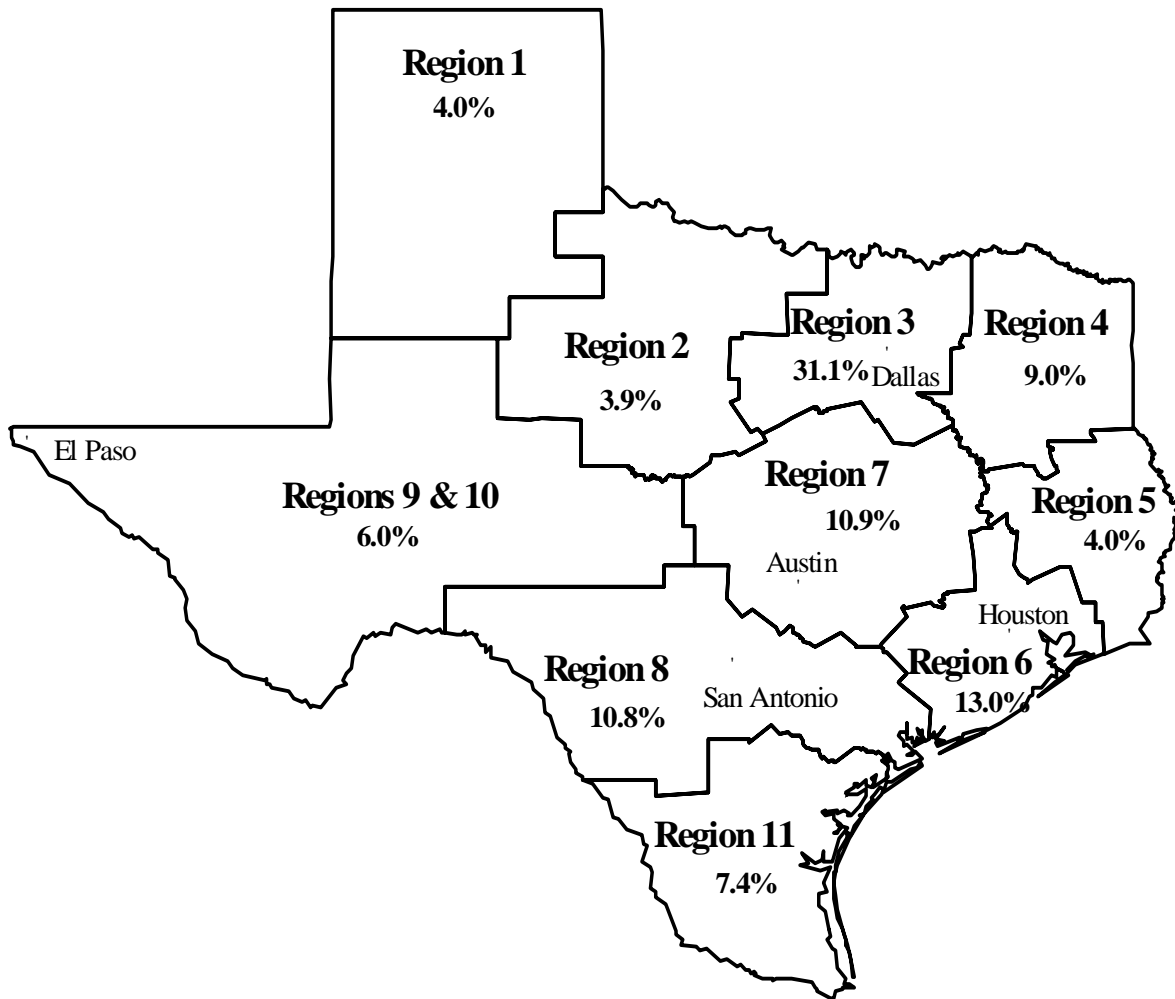 Region 1
4.0%
Region 3
Region 4
Region 2
31.1%
Dallas
9.0%
3.9%
El Paso
Region 7
Regions 9 & 10
10.9%
Region 5
6.0%
4.0%
Austin
Houston
Region 8
Region 6
10.8%
San Antonio
13.0%
Region 11
7.4%